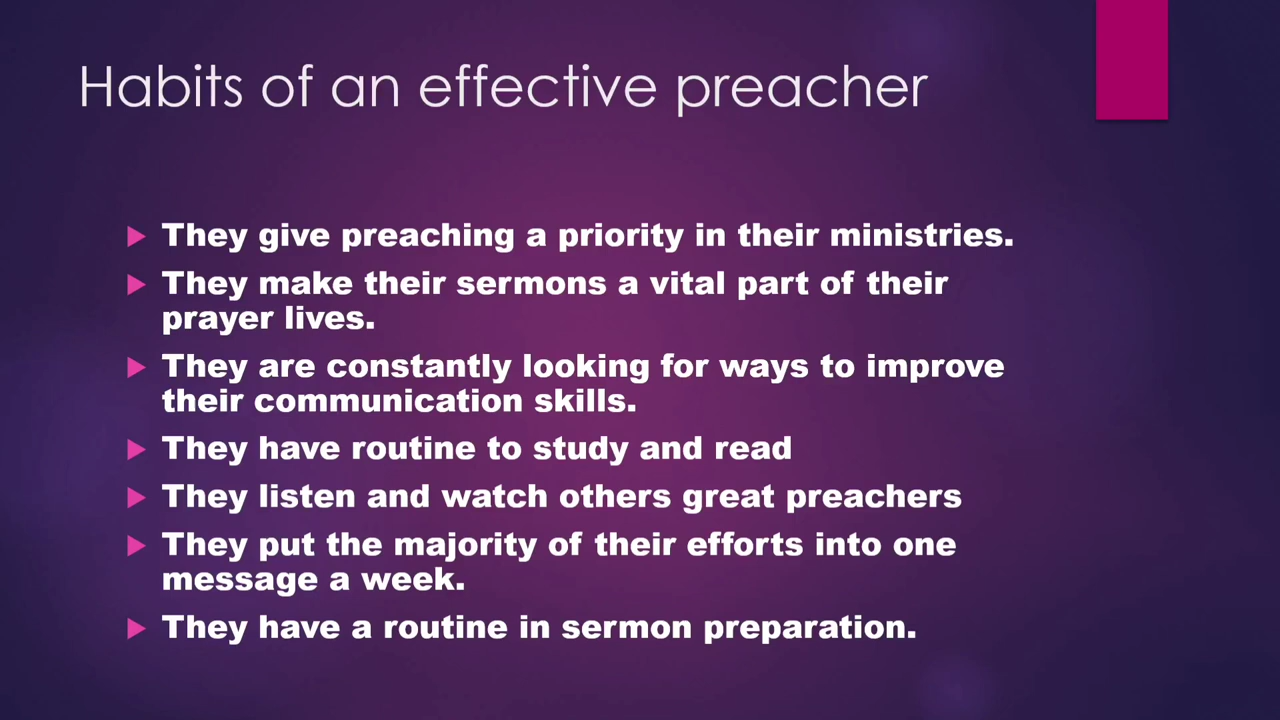 Habits of an effective preacher
They give preaching a priority in their ministries.
They make their sermons a vital part of their
prayer lives.
They are constantly looking for ways to improve
their communication skills.
They have routine to study and read
They listen and watch others great preachers
They put the majority of their efforts into one
message a week.
They have a routine in sermon preparation.